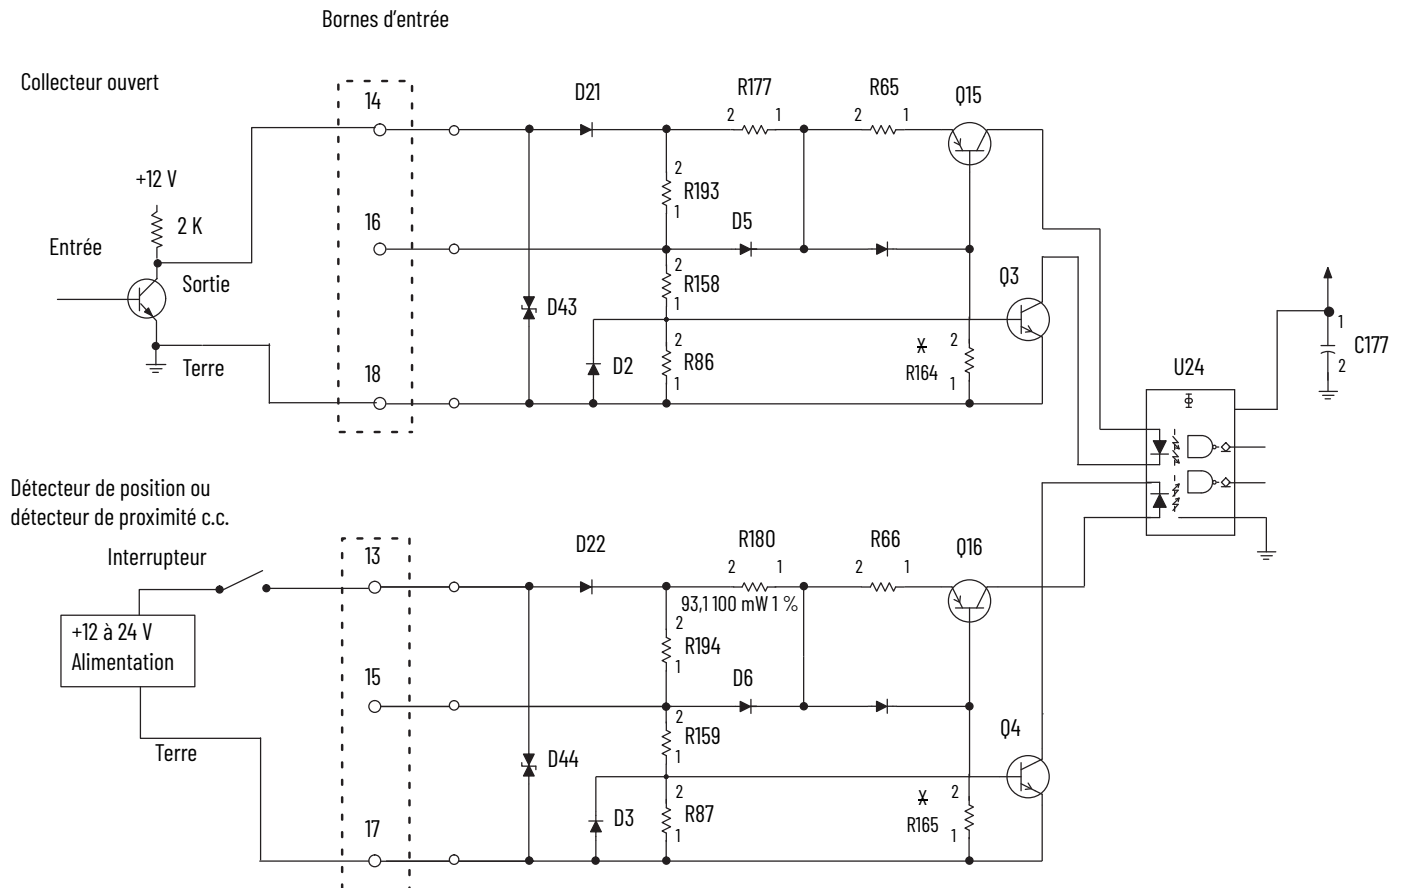 Bornes d'entrée
Collecteur ouvert
14
D21
R177
2 1
R65
2 1
Q15
+12 V
2 K
2
R193
1
Entrée
16
D5
Sortie
2
R158
1
Q3
D43
1
C177
2
Terre
18
D2
2
R86
1
2
R164
1
U24
Détecteur de position ou
détecteur de proximité c.c.
Interrupteur
13
D22
R180
2 1
93,1 100 mW 1 %
R66
2 1
Q16
+12 à 24 V
Alimentation
2
R194
1
15
D6
Terre
2
R159
1
Q4
D44
17
D3
2
R87
1
2
R165
1